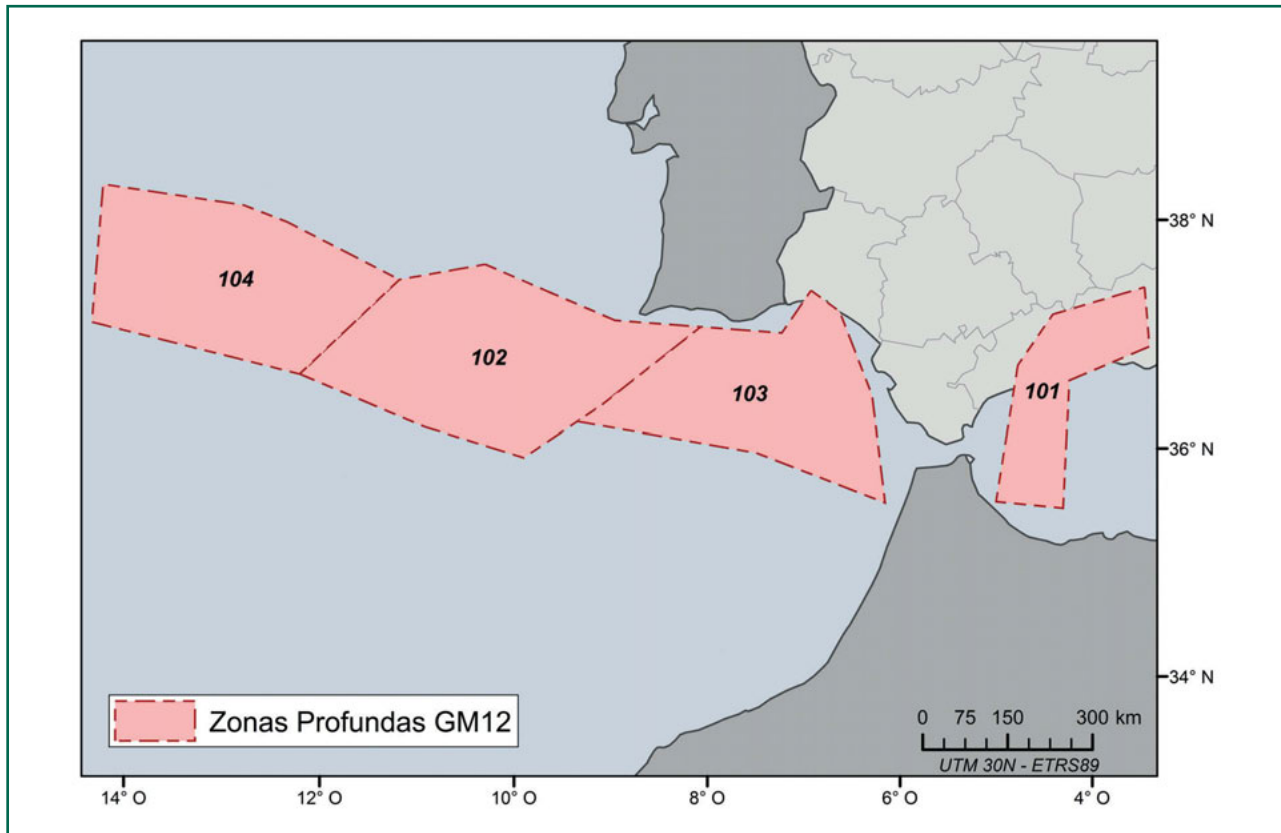 104
102
103
101
38° N
36° N
34° N
Zonas Profundas GM12
0 75 150 300 km
UTM 30N - ETRS89
14° O 12° O 10° O 8° O 6° O 4° O